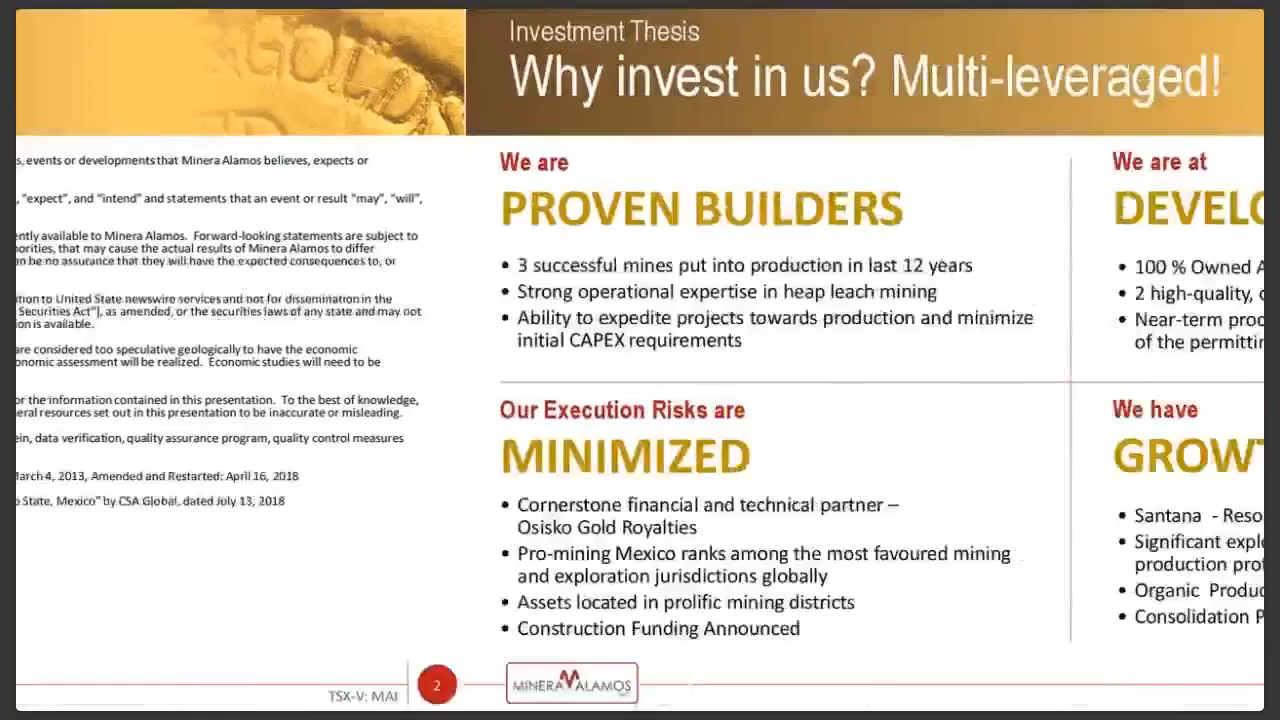 s, events or developments that Minera Alamos believes, expects or
, "expect", and "intend" and statements that an event or result "may", "will",
ently available to Minera Alamos. Forward-looking statements are subject to
norities, that may cause the actual results of Minera Alamos to differ
an be no assurance that they will have the expected consequences to, or
tion to United State newswire services and not for dissemination in the
Securities Act"), as amended, or the securities laws of any state and may not
ion is available.
are considered too speculative geologically to have the economic
onomic assessment will be realized. Economic studies will need to be
or the information contained in this presentation. To the best of knowledge,
eral resources set out in this presentation to be inaccurate or misleading.
ein, data verification, quality assurance program, quality control measures
March 4, 2013, Amended and Restarted: April 16, 2018
State, Mexico" by CSA Global, dated July 13, 2018
TSX-V: MAI
2
Investment Thesis
Why invest in us? Multi-leveraged!
We are
PROVEN BUILDERS
• 3 successful mines put into production in last 12 years
• Strong operational expertise in heap leach mining
• Ability to expedite projects towards production and minimize
initial CAPEX requirements
We are at
DEVELO
• 100 % Owned A
• 2 high-quality,
• Near-term prod
of the permittin
Our Execution Risks are
MINIMIZED
• Cornerstone financial and technical partner –
Osisko Gold Royalties
• Pro-mining Mexico ranks among the most favoured mining
and exploration jurisdictions globally
• Assets located in prolific mining districts
• Construction Funding Announced
We have
GROWT
• Santana - Reso
• Significant expl
production prof
• Organic Produc
• Consolidation P
MINERA ALAMOS